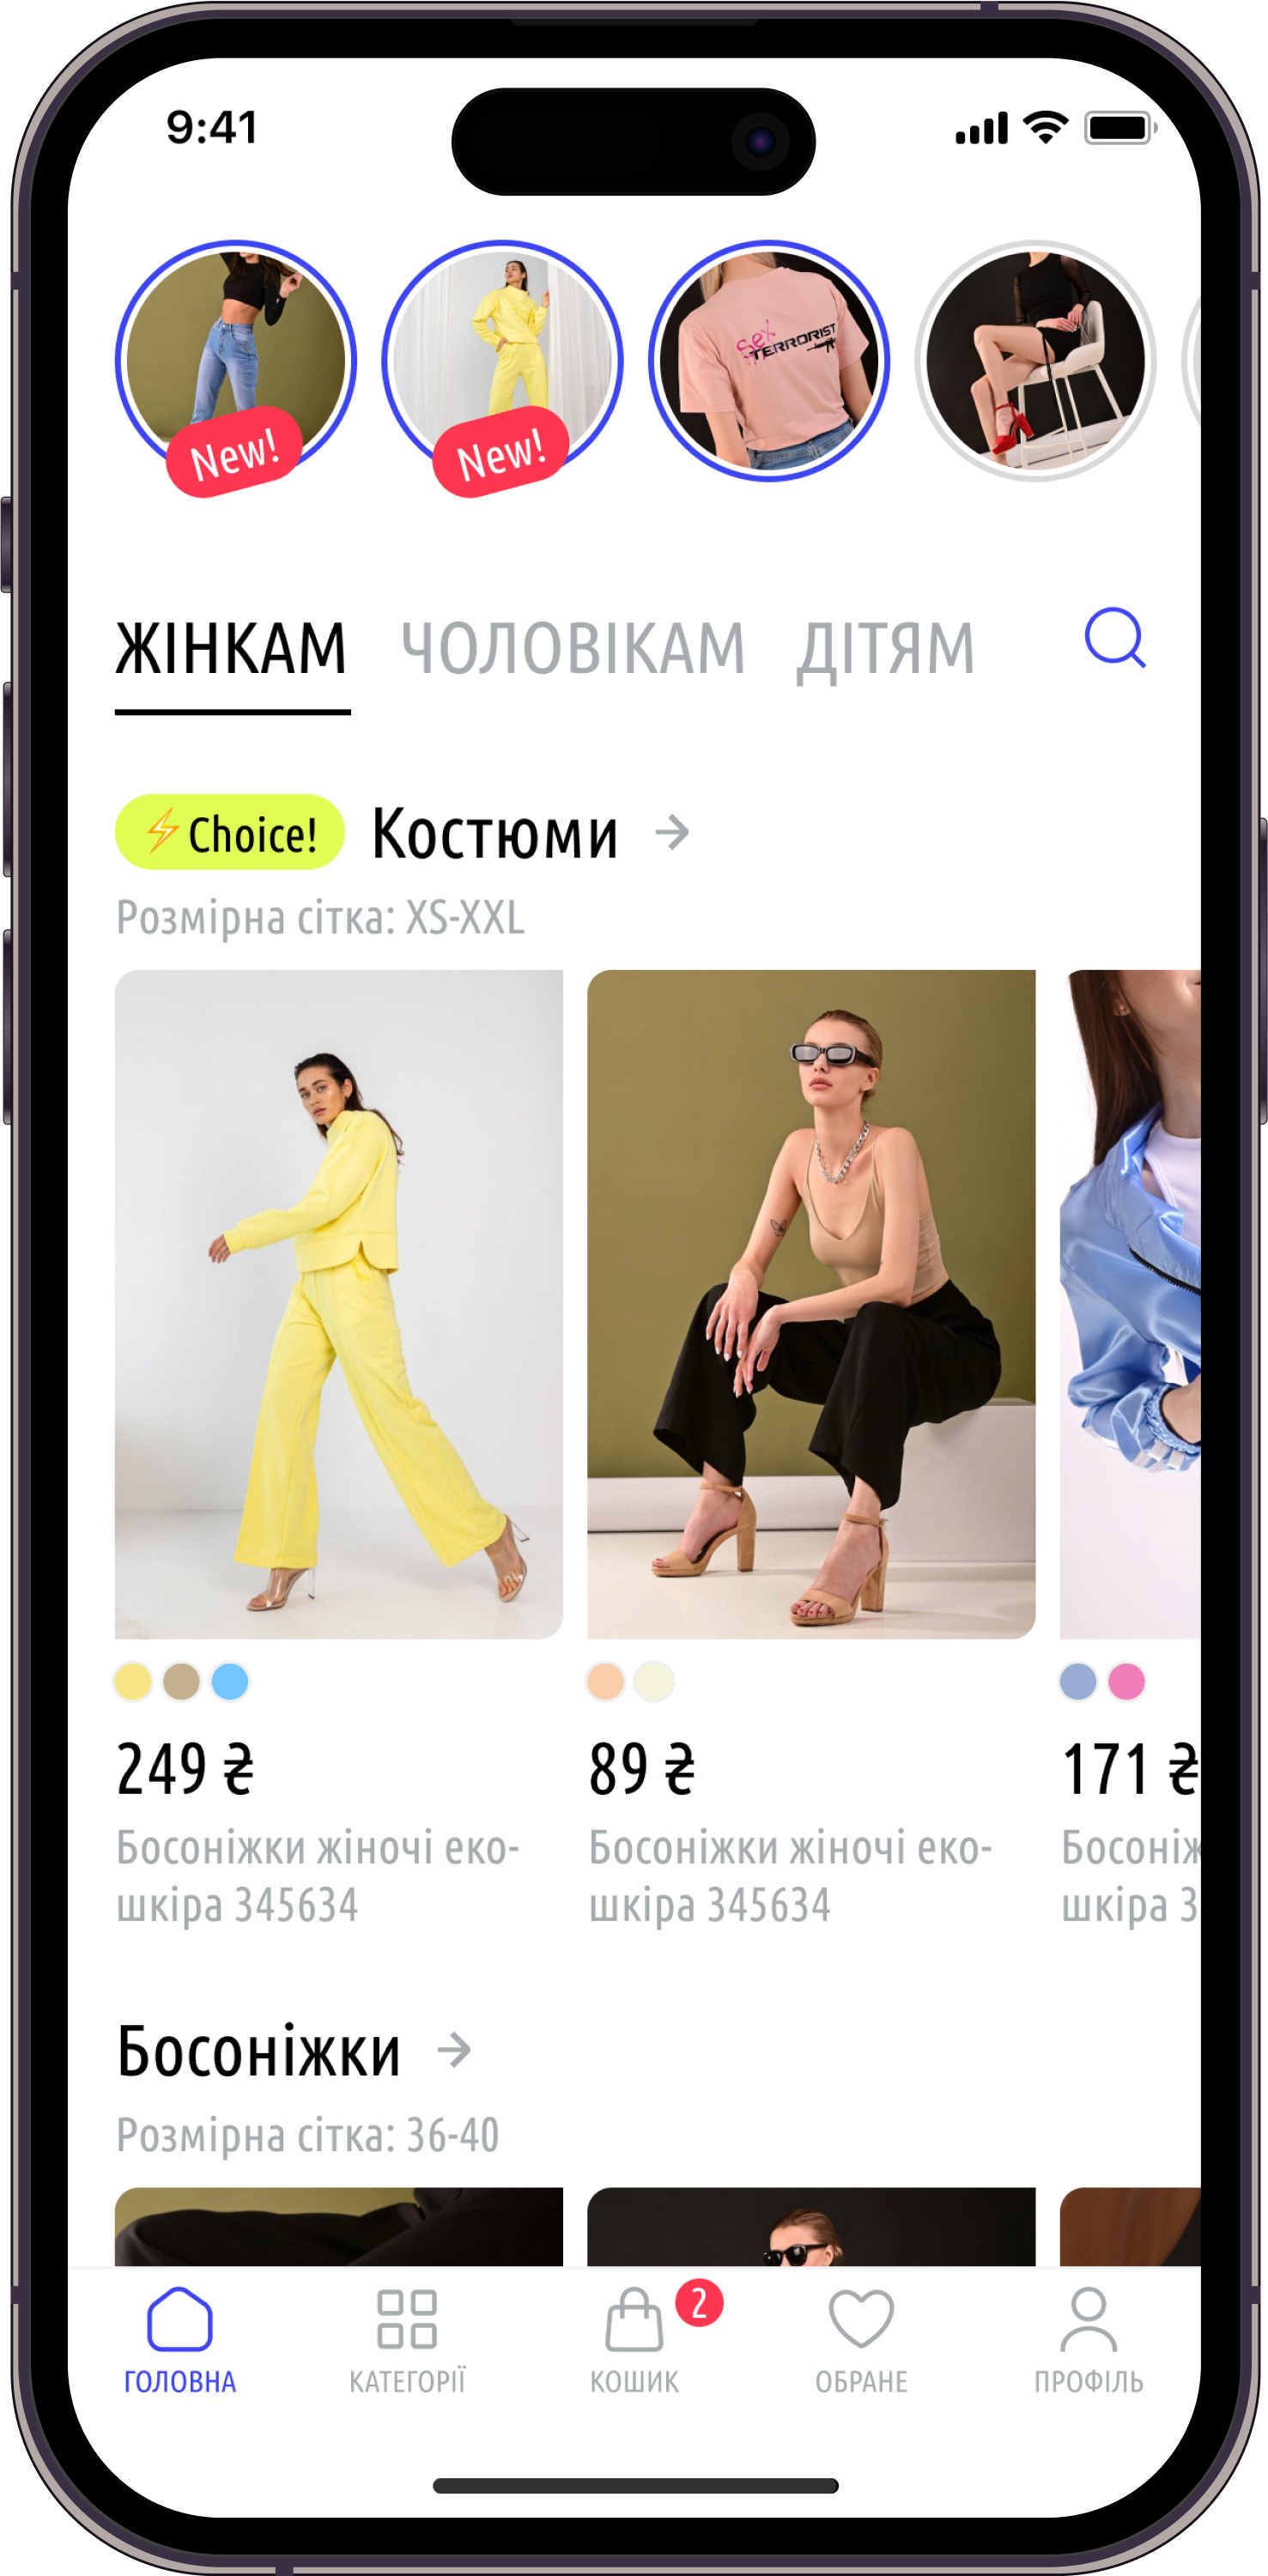 9:41
New!
New!
Sex
TERRORIST
ЖІНКАМ ЧОЛОВІКАМ ДІТЯМ
⚡Choice! Костюми →
Розмірна сітка: XS-XXL
249 ₴
Босоніжки жіночі еко-
шкіра 345634
89 ₴
Босоніжки жіночі еко-
шкіра 345634
171 ₴
Босоніж
шкіра 3
Босоніжки →
Розмірна сітка: 36-40
2
ГОЛОВНА КАТЕГОРІЇ КОШИК ОБРАНЕ ПРОФІЛЬ